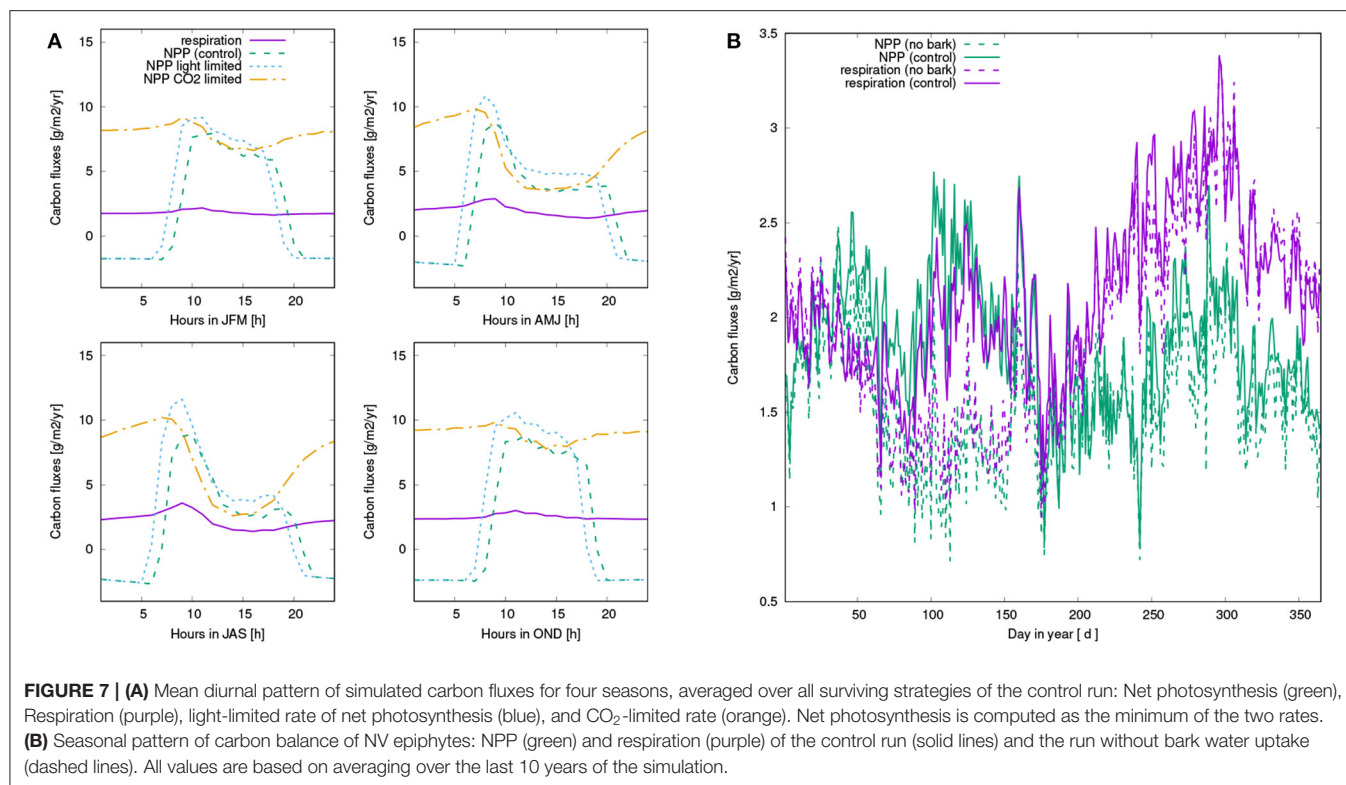 A
respiration
NPP (control)
NPP light limited
NPP CO2 limited
Carbon fluxes [g/m2/yr]
15
10
5
0
5 10 15 20
Hours in JFM [h]
Carbon fluxes [g/m2/yr]
15
10
5
0
5 10 15 20
Hours in AMJ [h]
Carbon fluxes [g/m2/yr]
15
10
5
0
5 10 15 20
Hours in JAS [h]
Carbon fluxes [g/m2/yr]
15
10
5
0
5 10 15 20
Hours in OND [h]
B
NPP (no bark)
NPP (control)
respiration (no bark)
respiration (control)
Carbon fluxes [g/m2/yr]
3.5
3
2.5
2
1.5
1
0.5
50 100 150 200 250 300 350
Day in year [ d ]
FIGURE 7 | (A) Mean diurnal pattern of simulated carbon fluxes for four seasons, averaged over all surviving strategies of the control run: Net photosynthesis (green),
Respiration (purple), light-limited rate of net photosynthesis (blue), and CO₂-limited rate (orange). Net photosynthesis is computed as the minimum of the two rates.
(B) Seasonal pattern of carbon balance of NV epiphytes: NPP (green) and respiration (purple) of the control run (solid lines) and the run without bark water uptake
(dashed lines). All values are based on averaging over the last 10 years of the simulation.